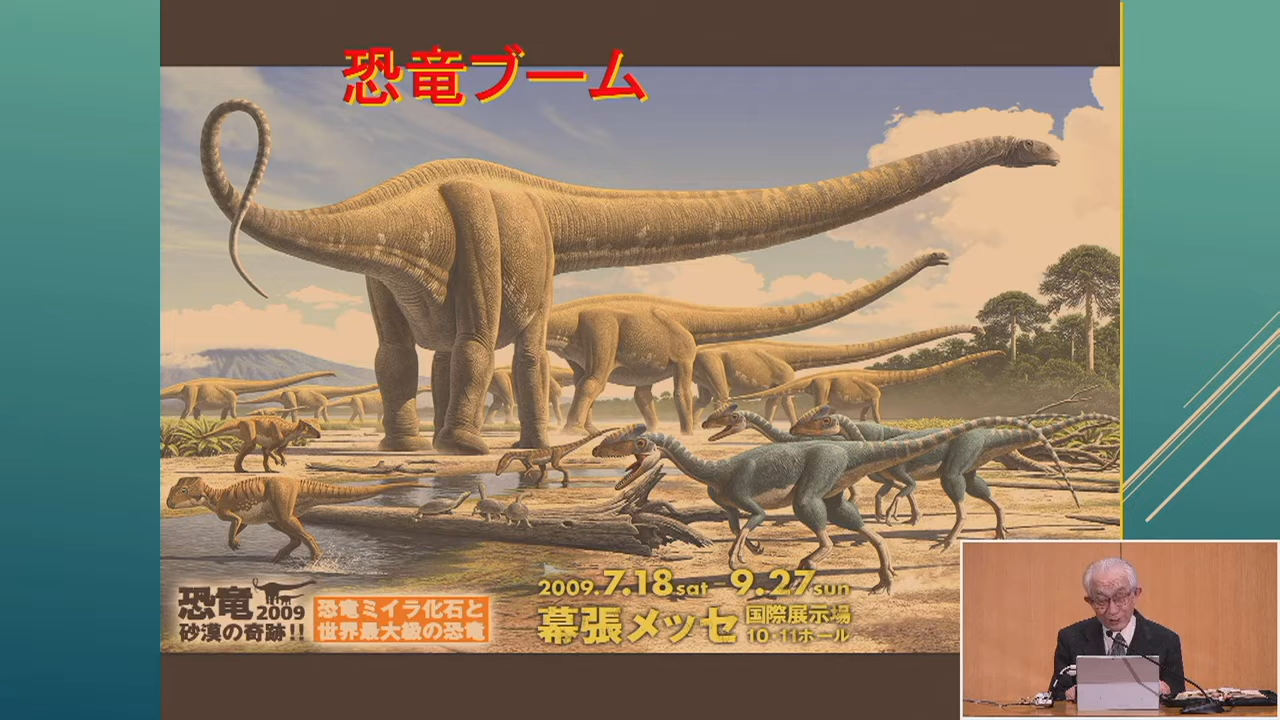 恐竜ブーム
恐竜2009
砂漠の奇跡!!
恐竜ミイラ化石と
世界最大級の恐竜
2009.7.18sat-9.27sun
幕張メッセ 国際展示場
10・11ホール